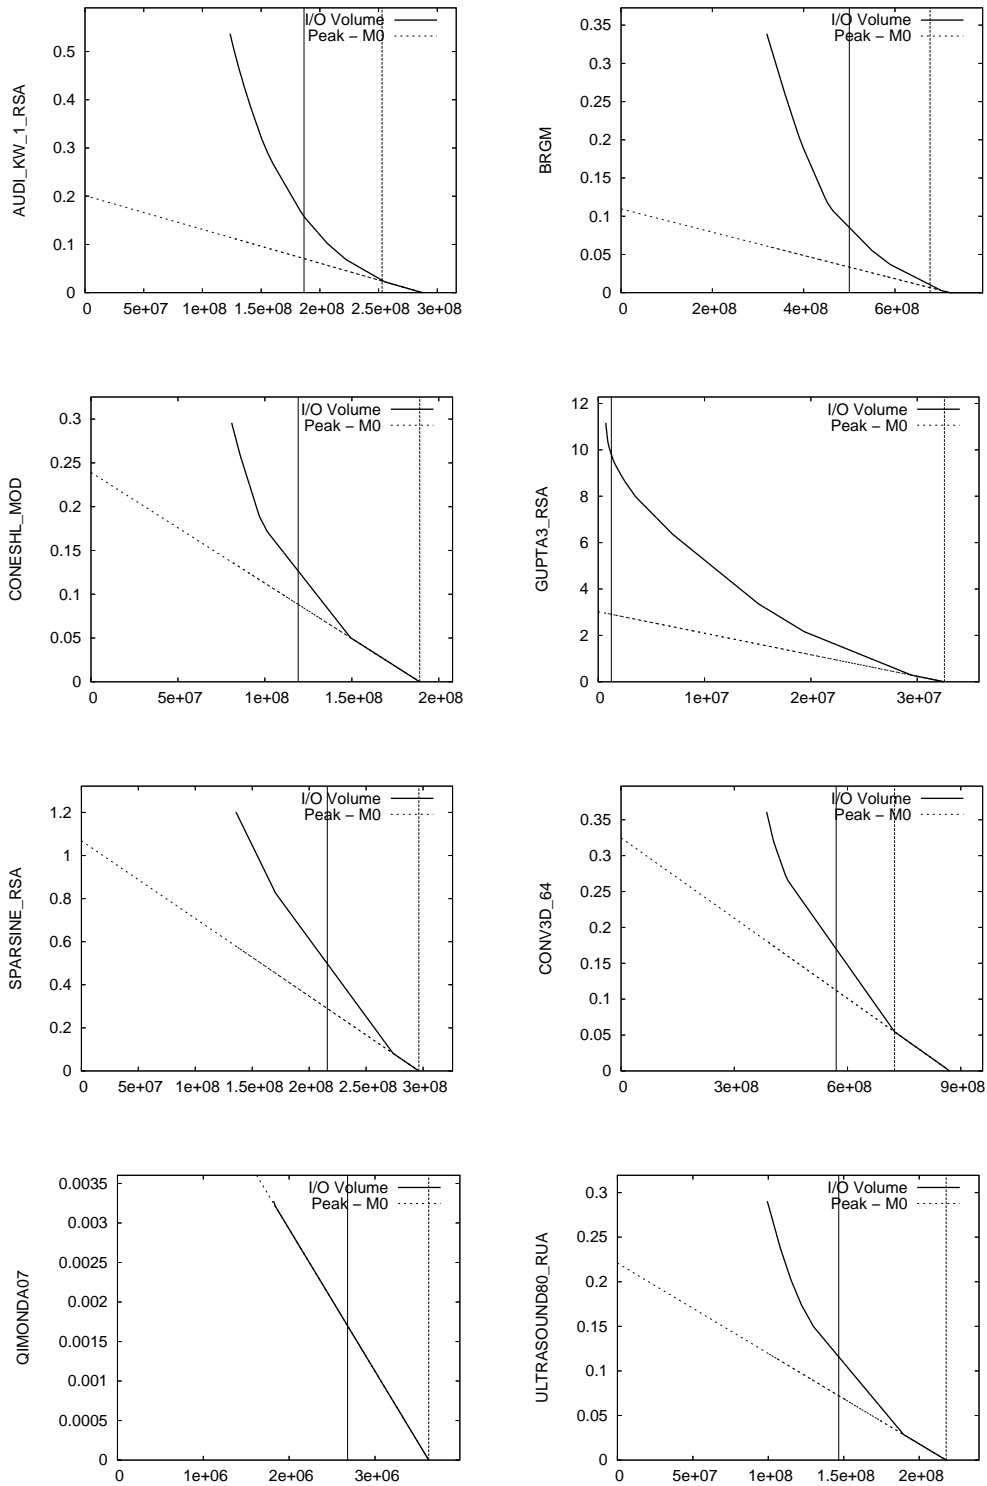 I/O Volume
Peak – M0
AUDI_KW_1_RSA
0.5
0.4
0.3
0.2
0.1
0
0 5e+07 1e+08 1.5e+08 2e+08 2.5e+08 3e+08
I/O Volume
Peak – M0
BRGM
0.35
0.3
0.25
0.2
0.15
0.1
0.05
0
0 2e+08 4e+08 6e+08
I/O Volume
Peak – M0
CONESHL_MOD
0.3
0.25
0.2
0.15
0.1
0.05
0
0 5e+07 1e+08 1.5e+08 2e+08
I/O Volume
Peak – M0
GUPTA3_RSA
12
10
8
6
4
2
0
0 1e+07 2e+07 3e+07
I/O Volume
Peak – M0
SPARSINE_RSA
1.2
1
0.8
0.6
0.4
0.2
0
0 5e+07 1e+08 1.5e+08 2e+08 2.5e+08 3e+08
I/O Volume
Peak – M0
CONV3D_64
0.35
0.3
0.25
0.2
0.15
0.1
0.05
0
0 3e+08 6e+08 9e+08
I/O Volume
Peak – M0
QIMONDA07
0.0035
0.003
0.0025
0.002
0.0015
0.001
0.0005
0
0 1e+06 2e+06 3e+06
I/O Volume
Peak – M0
ULTRASOUND80_RUA
0.3
0.25
0.2
0.15
0.1
0.05
0
0 5e+07 1e+08 1.5e+08 2e+08